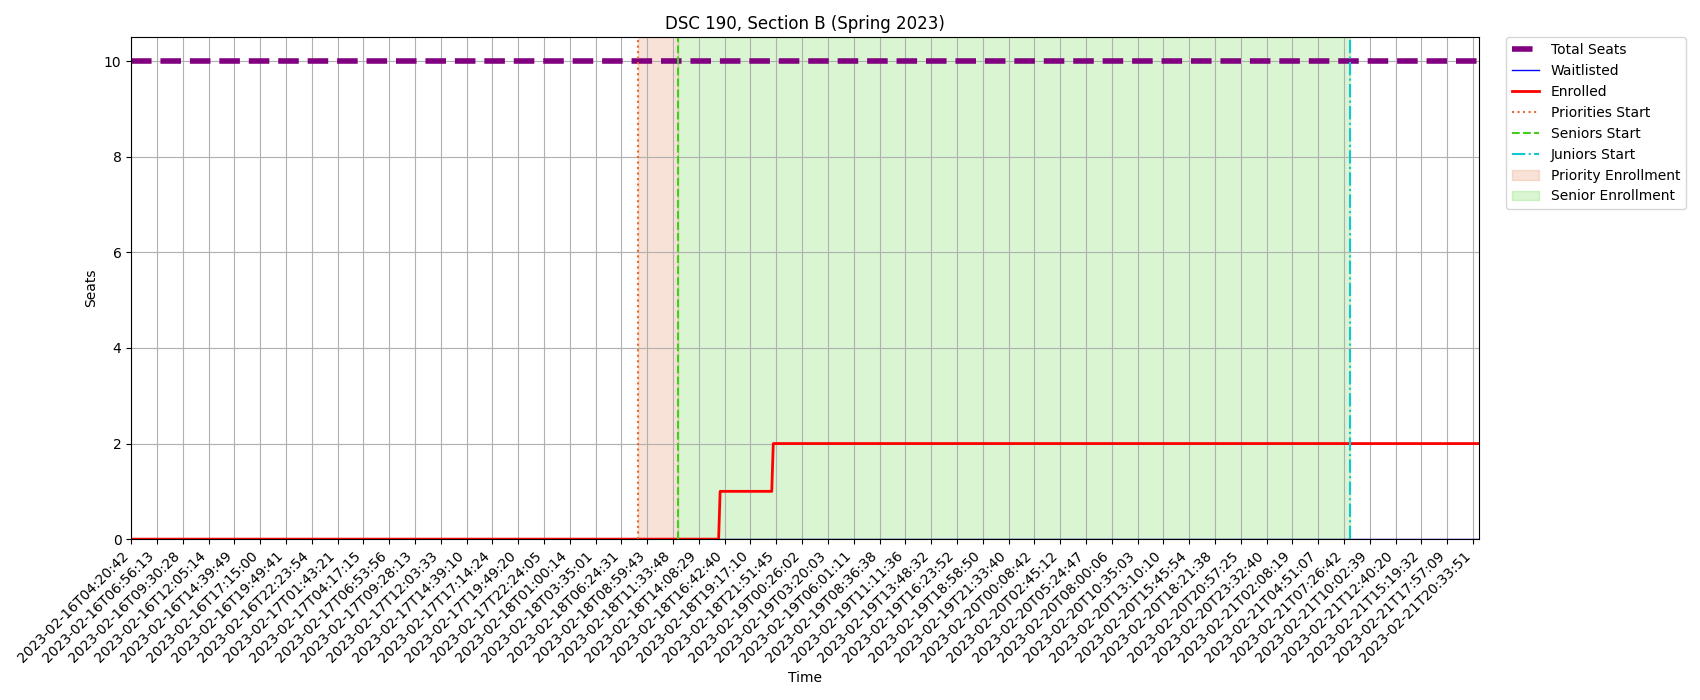 DSC 190, Section B (Spring 2023)
Total Seats
Waitlisted
Enrolled
Priorities Start
Seniors Start
Juniors Start
Priority Enrollment
Senior Enrollment
Seats
10
8
6
4
2
0
2023-02-16T04:20:42
2023-02-16T06:56:13
2023-02-16T09:30:28
2023-02-16T12:05:14
2023-02-16T14:39:49
2023-02-16T17:15:00
2023-02-16T19:49:41
2023-02-16T22:23:54
2023-02-17T01:43:21
2023-02-17T04:17:15
2023-02-17T06:53:56
2023-02-17T09:28:13
2023-02-17T12:03:33
2023-02-17T14:39:10
2023-02-17T17:14:24
2023-02-17T19:49:20
2023-02-17T22:24:05
2023-02-18T01:00:14
2023-02-18T03:35:01
2023-02-18T06:24:31
2023-02-18T08:59:43
2023-02-18T11:33:48
2023-02-18T14:08:29
2023-02-18T16:42:40
2023-02-18T19:17:10
2023-02-18T21:51:45
2023-02-19T00:26:02
2023-02-19T03:20:03
2023-02-19T06:01:11
2023-02-19T08:36:38
2023-02-19T11:11:36
2023-02-19T13:48:32
2023-02-19T16:23:52
2023-02-19T18:58:50
2023-02-19T21:33:40
2023-02-20T00:08:42
2023-02-20T02:45:12
2023-02-20T05:24:47
2023-02-20T08:00:06
2023-02-20T10:35:03
2023-02-20T13:10:10
2023-02-20T15:45:54
2023-02-20T18:21:38
2023-02-20T20:57:25
2023-02-20T23:32:40
2023-02-21T02:08:19
2023-02-21T04:51:07
2023-02-21T07:26:42
2023-02-21T10:02:39
2023-02-21T12:40:20
2023-02-21T15:19:32
2023-02-21T17:57:09
2023-02-21T20:33:51
Time